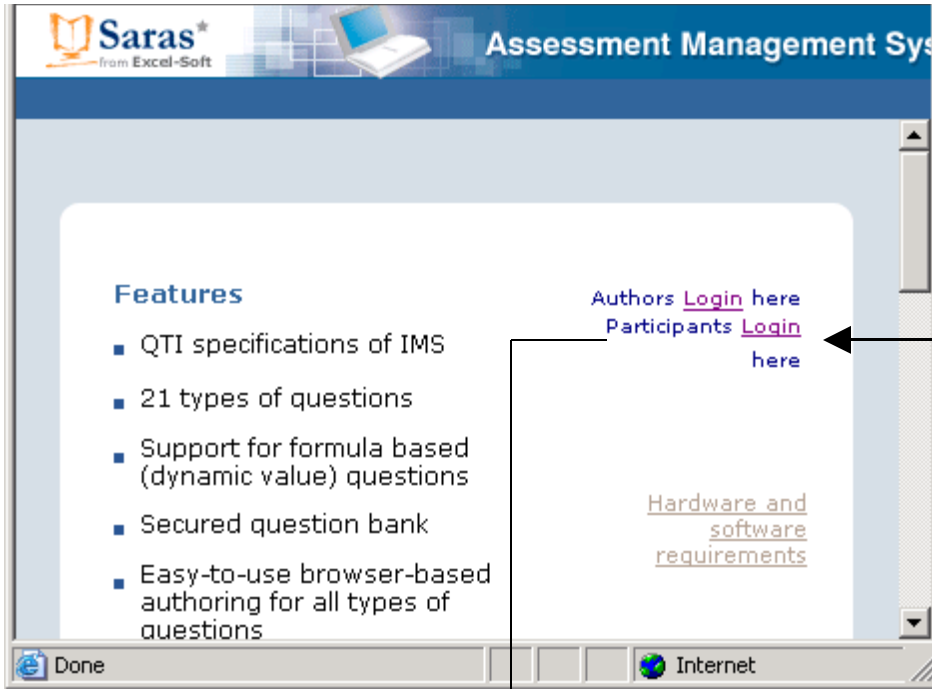 Saras*
from Excel-Soft
Assessment Management Sys
Features
QTI specifications of IMS
21 types of questions
Support for formula based
(dynamic value) questions
Secured question bank
Easy-to-use browser-based
authoring for all types of
questions
Authors Login here
Participants Login
here
Hardware and
software
requirements
Done
Internet